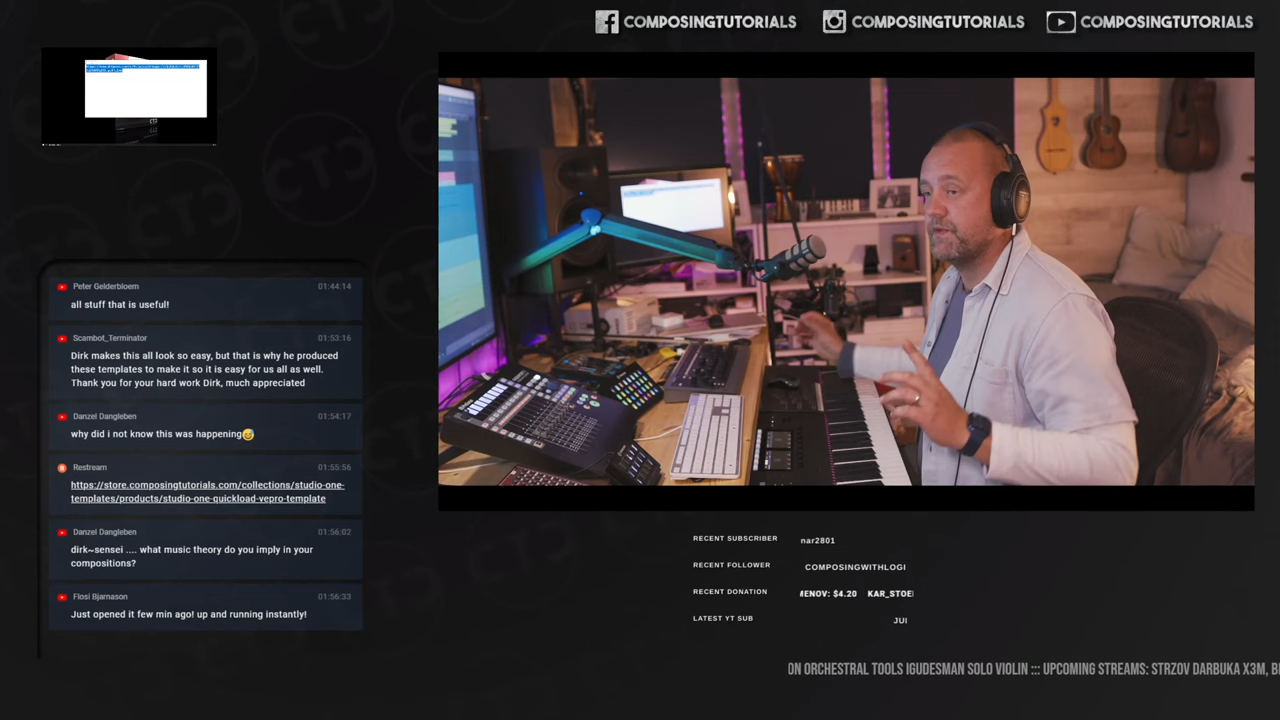 COMPOSINGTUTORIALS
COMPOSINGTUTORIALS
COMPOSINGTUTORIALS
Peter Gelderbloem 01:44:14
all stuff that is useful!
Scambot_Terminator 01:53:16
Dirk makes this all look so easy, but that is why he produced
these templates to make it so it is easy for us all as well.
Thank you for your hard work Dirk, much appreciated
Danzel Dangleben 01:54:17
why did i not know this was happening😅
Restream 01:55:56
https://store.composingtutorials.com/collections/studio-one-
templates/products/studio-one-quickload-vepro-template
Danzel Dangleben 01:56:02
dirk~sensei .... what music theory do you imply in your
compositions?
Flosi Bjarnason 01:56:33
Just opened it few min ago! up and running instantly!
RECENT SUBSCRIBER nar2801
RECENT FOLLOWER COMPOSINGWITHLOGI
RECENT DONATION MENOV: $4.20 KAR_STOE
LATEST YT SUB JUI
ON ORCHESTRAL TOOLS IGUDESMAN SOLO VIOLIN ::: UPCOMING STREAMS: STRZOV DARBUKA X3M,